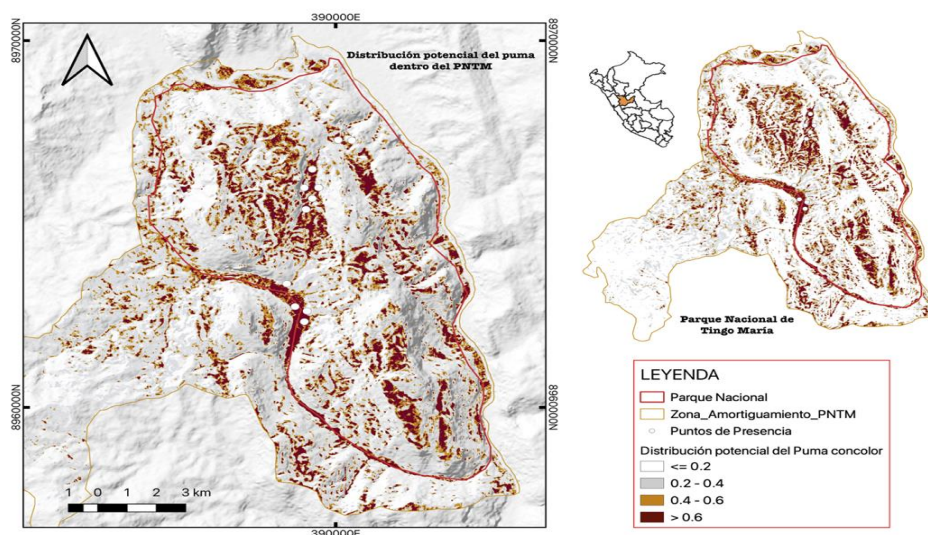 390000E
8970000N
8970000N
Distribución potencial del puma
dentro del PNTM
8960000N
8960000N
1 0 1 2 3 km
390000E
Parque Nacional de
Tingo María
LEYENDA
Parque Nacional
Zona_Amortiguamiento_PNTM
Puntos de Presencia
Distribución potencial del Puma concolor
<= 0.2
0.2 - 0.4
0.4 - 0.6
> 0.6